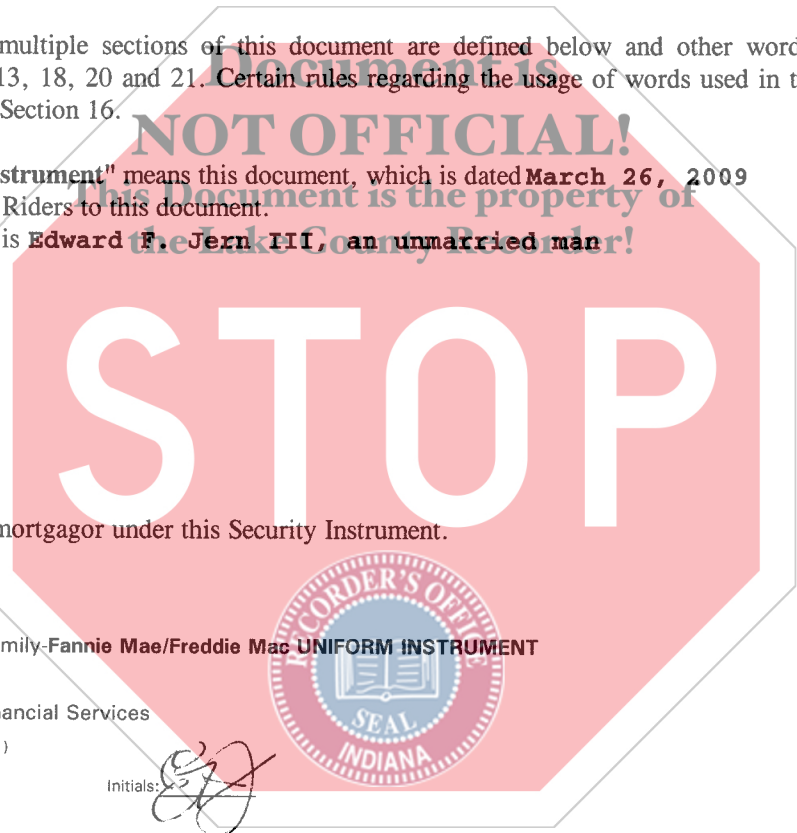 multiple sections of this document are defined below and other word
13, 18, 20 and 21. Certain rules regarding the usage of words used in t
Section 16.
Document is
NOT OFFICIAL!
This Document is the property of
the Lake County Recorder!
strument" means this document, which is dated March 26, 2009
Riders to this document.
is Edward F. Jern III, an unmarried man
STOP
mortgagor under this Security Instrument.
RECORDER'S OFFICE
SEAL
INDIANA
mily-Fannie Mae/Freddie Mac UNIFORM INSTRUMENT
nancial Services
)
Initials: